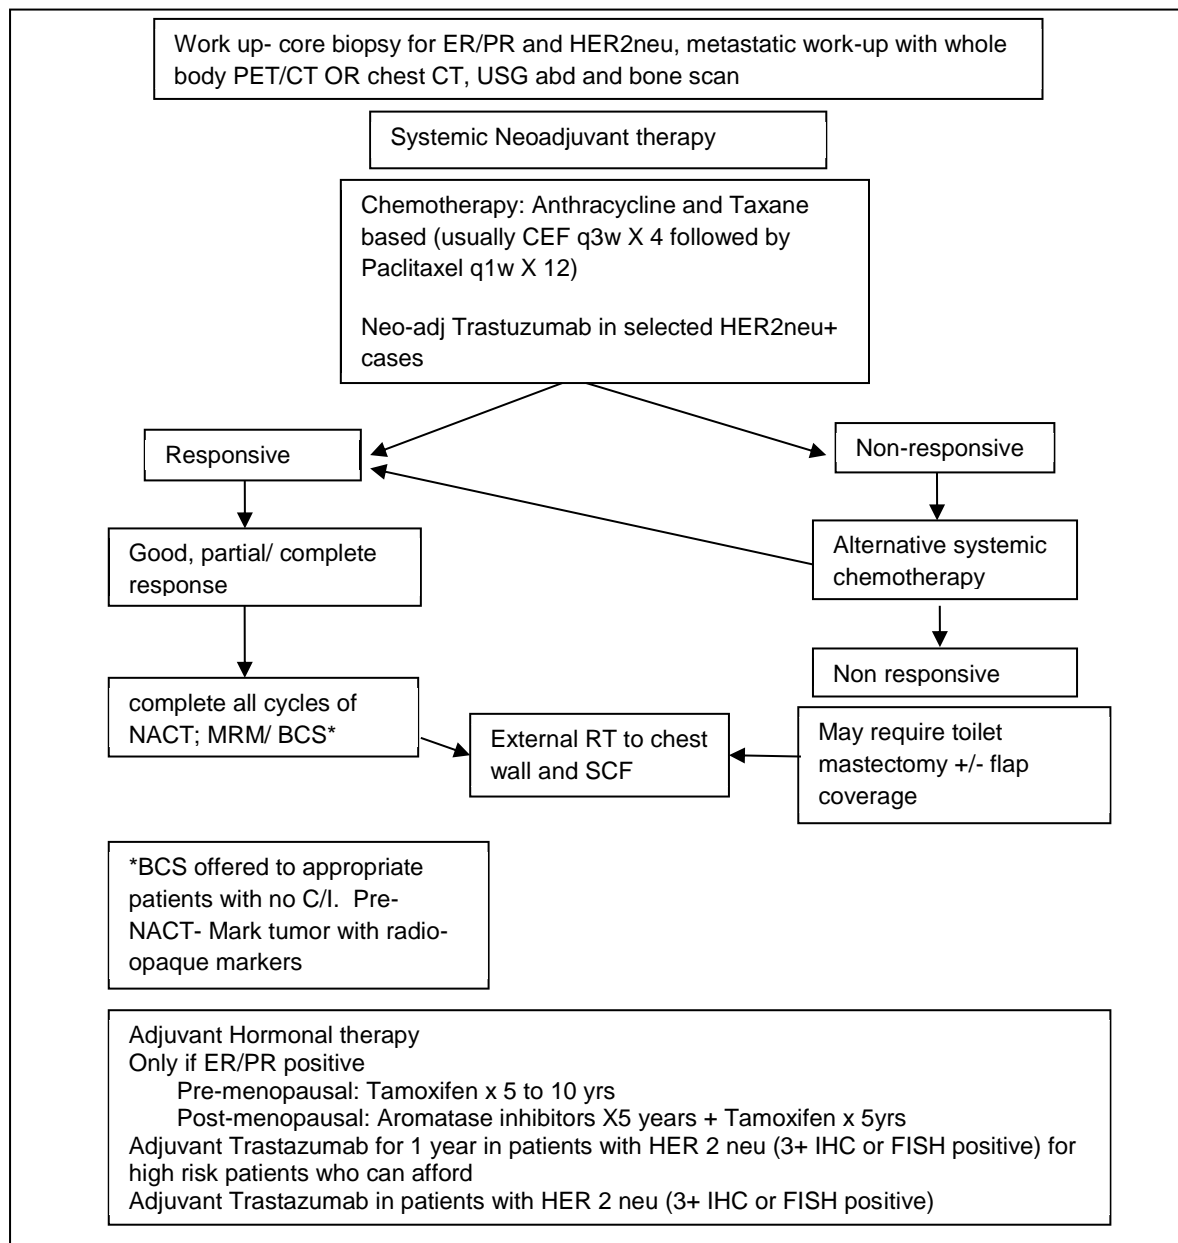 Work up- core biopsy for ER/PR and HER2neu, metastatic work-up with whole
body PET/CT OR chest CT, USG abd and bone scan
Systemic Neoadjuvant therapy
Chemotherapy: Anthracycline and Taxane
based (usually CEF q3w X 4 followed by
Paclitaxel q1w X 12)
Neo-adj Trastuzumab in selected HER2neu+
cases
Responsive
Non-responsive
Good, partial/ complete
response
Alternative systemic
chemotherapy
Non responsive
complete all cycles of
NACT; MRM/ BCS*
External RT to chest
wall and SCF
May require toilet
mastectomy +/- flap
coverage
*BCS offered to appropriate
patients with no C/I.  Pre-
NACT- Mark tumor with radio-
opaque markers
Adjuvant Hormonal therapy
Only if ER/PR positive
Pre-menopausal: Tamoxifen x 5 to 10 yrs
Post-menopausal: Aromatase inhibitors X5 years + Tamoxifen x 5yrs
Adjuvant Trastazumab for 1 year in patients with HER 2 neu (3+ IHC or FISH positive) for
high risk patients who can afford
Adjuvant Trastazumab in patients with HER 2 neu (3+ IHC or FISH positive)